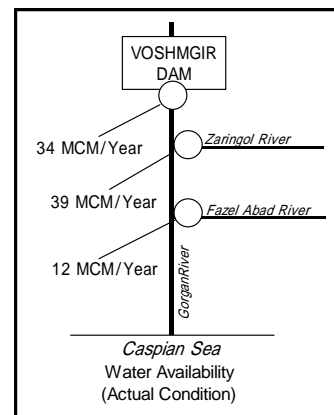 VOSHMGIR
DAM
34 MCM/Year
Zaringol River
39 MCM/Year
Fazel Abad River
12 MCM/Year
GorganRiver
Caspian Sea
Water Availability
(Actual Condition)